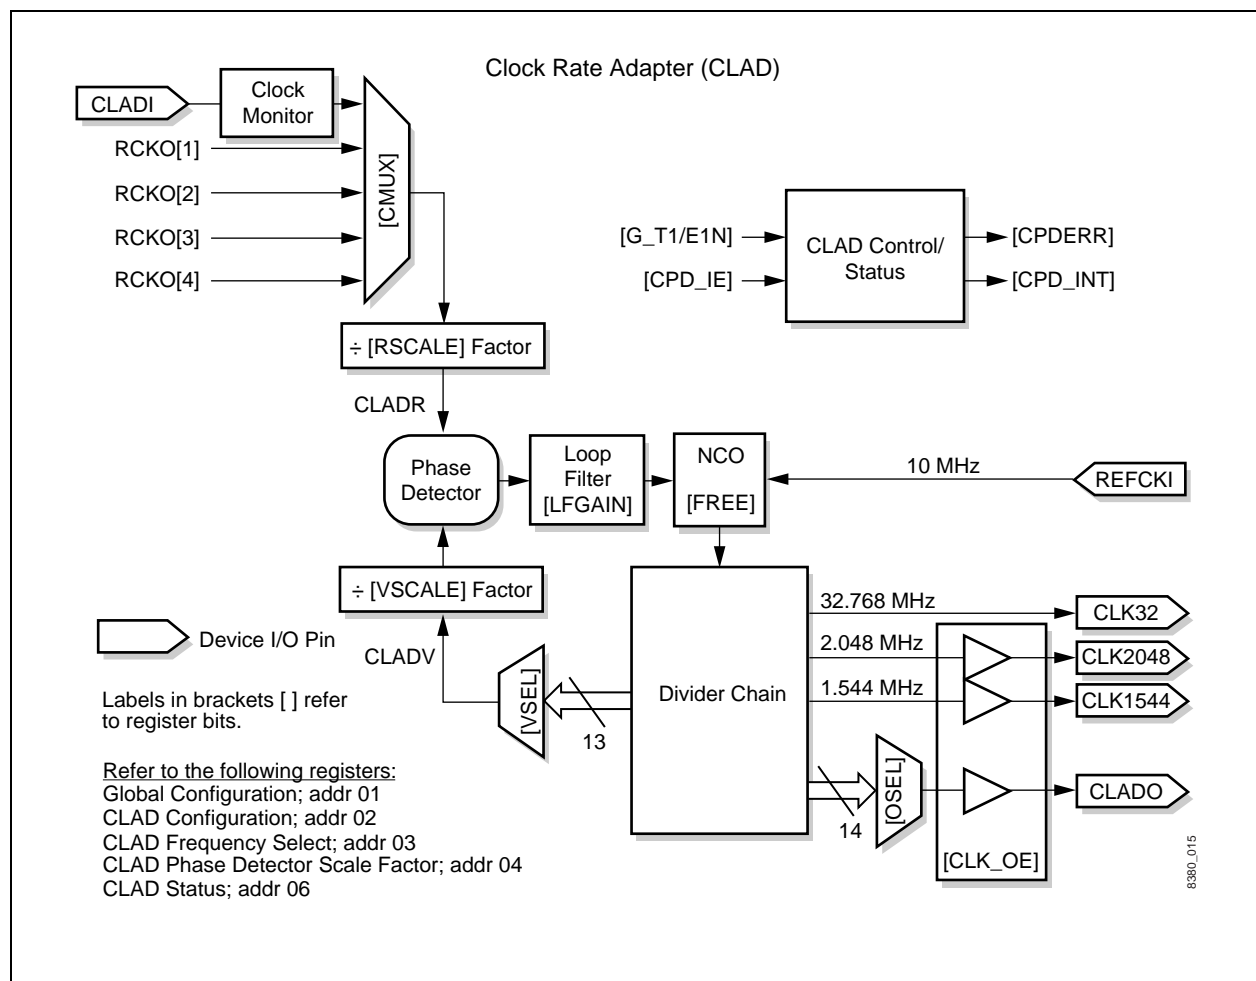 Clock Rate Adapter (CLAD)
CLADI
Clock
Monitor
RCKO[1]
RCKO[2]
RCKO[3]
RCKO[4]
[CMUX]
[G_T1/E1N]
[CPD_IE]
CLAD Control/
Status
[CPDERR]
[CPD_INT]
÷ [RSCALE] Factor
CLADR
Phase
Detector
Loop
Filter
[LFGAIN]
NCO
[FREE]
10 MHz
REFCKI
÷ [VSCALE] Factor
CLADV
[VSEL]
13
Divider Chain
32.768 MHz
CLK32
2.048 MHz
CLK2048
1.544 MHz
CLK1544
14
[OSEL]
CLADO
[CLK_OE]
Device I/O Pin
Labels in brackets [ ] refer
to register bits.
Refer to the following registers:
Global Configuration; addr 01
CLAD Configuration; addr 02
CLAD Frequency Select; addr 03
CLAD Phase Detector Scale Factor; addr 04
CLAD Status; addr 06
8380_015